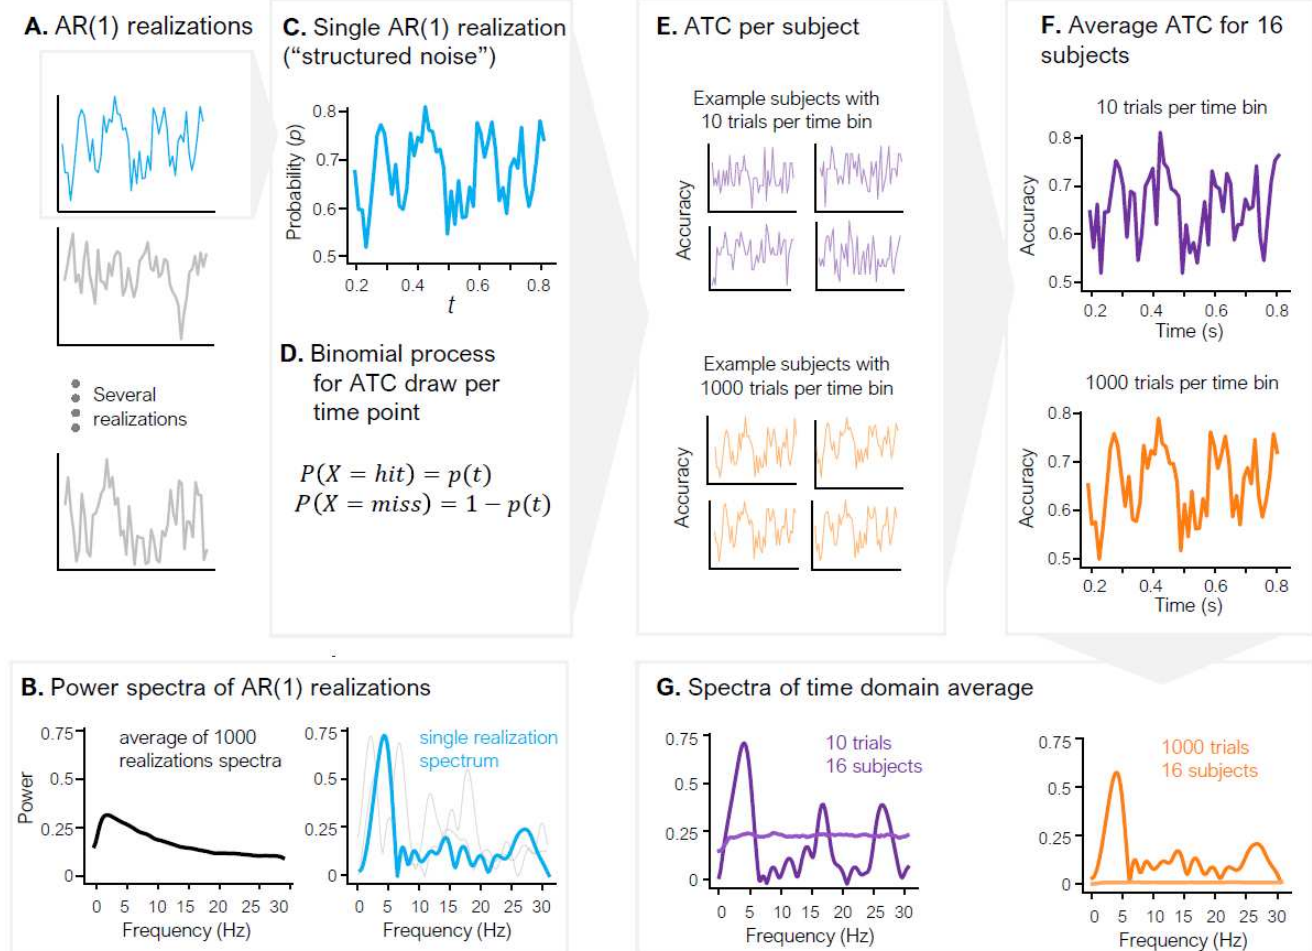 A. AR(1) realizations
Several
realizations
C. Single AR(1) realization
("structured noise")
Probability (p)
0.8
0.7
0.6
0.5
0.2 0.4 0.6 0.8
t
D. Binomial process
for ATC draw per
time point
P(X = hit) = p(t)
P(X = miss) = 1 − p(t)
E. ATC per subject
Example subjects with
10 trials per time bin
Accuracy
Example subjects with
1000 trials per time bin
Accuracy
F. Average ATC for 16
subjects
10 trials per time bin
Accuracy
0.8
0.7
0.6
0.5
0.2 0.4 0.6 0.8
Time (s)
1000 trials per time bin
Accuracy
0.8
0.7
0.6
0.5
0.2 0.4 0.6 0.8
Time (s)
B. Power spectra of AR(1) realizations
Power
0.75
0.5
0.25
0
average of 1000
realizations spectra
0 5 10 15 20 25 30
Frequency (Hz)
0.75
0.5
0.25
0
single realization
spectrum
0 5 10 15 20 25 30
Frequency (Hz)
G. Spectra of time domain average
0.75
0.5
0.25
0
10 trials
16 subjects
0 5 10 15 20 25 30
Frequency (Hz)
0.75
0.5
0.25
0
1000 trials
16 subjects
0 5 10 15 20 25 30
Frequency (Hz)